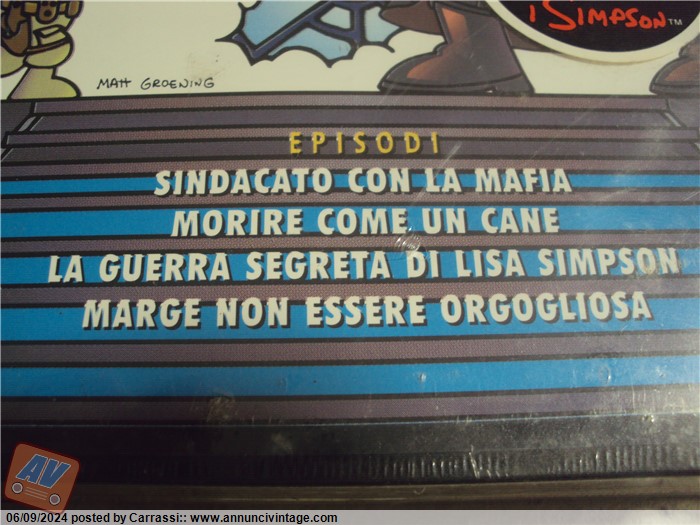 i SIMPSON™
MATT GROENING
EPISODI
SINDACATO CON LA MAFIA
MORIRE COME UN CANE
LA GUERRA SEGRETA DI LISA SIMPSON
MARGE NON ESSERE ORGOGLIOSA
AV
06/09/2024 posted by Carrassi:: www.annuncivintage.com